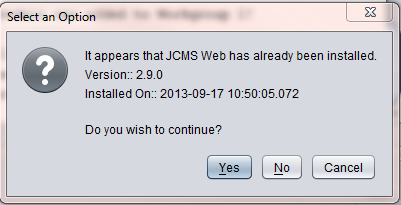 Select an Option
It appears that JCMS Web has already been installed.
Version:: 2.9.0
Installed On:: 2013-09-17 10:50:05.072
Do you wish to continue?
Yes No Cancel